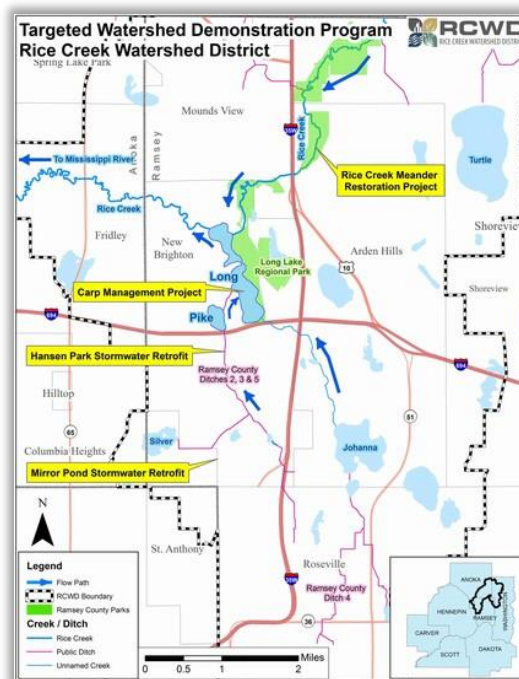 Targeted Watershed Demonstration Program
Rice Creek Watershed District
RCWD
RICE CREEK WATERSHED DISTRICT
Spring Lake Park
Mounds View
35W
Anoka
Ramsey
Rice Creek
To Mississippi River
Rice Creek Meander
Restoration Project
Turtle
Rice Creek
Fridley
New
Brighton
Shoreview
Arden Hills
Long Lake
Regional Park
10
Long
Shoreview
Carp Management Project
Pike
694
694
Hansen Park Stormwater Retrofit
Ramsey County
Ditches 2, 3 & 5
Hilltop
65
51
Silver
Johanna
Columbia Heights
Mirror Pond Stormwater Retrofit
N
St. Anthony
Roseville
Legend
Flow Path
RCWD Boundary
Ramsey County Parks
Creek / Ditch
Rice Creek
Public Ditch
Unnamed Creek
35W
Ramsey County
Ditch 4
36
Miles
0 0.5 1 2
ANOKA
WASHINGTON
HENNEPIN
RAMSEY
CARVER
SCOTT
DAKOTA